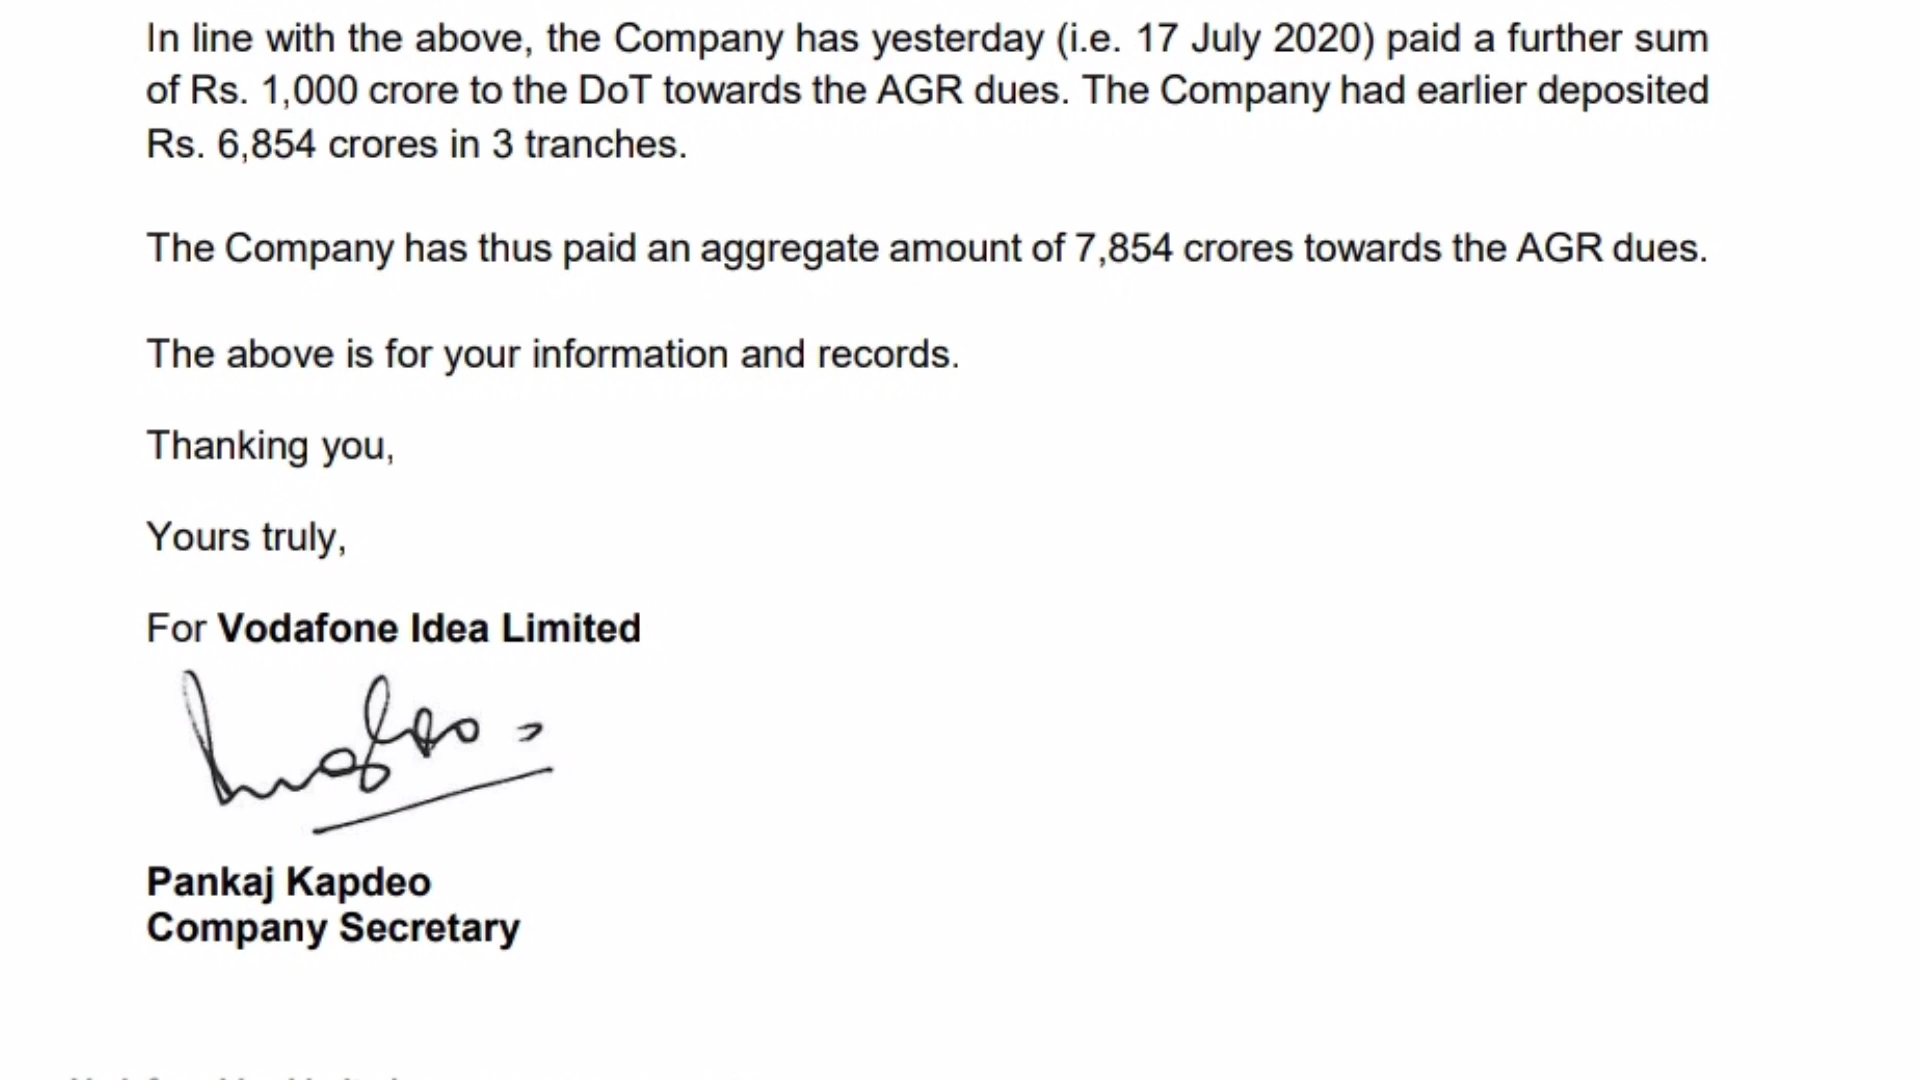 In line with the above, the Company has yesterday (i.e. 17 July 2020) paid a further sum
of Rs. 1,000 crore to the DoT towards the AGR dues. The Company had earlier deposited
Rs. 6,854 crores in 3 tranches.
The Company has thus paid an aggregate amount of 7,854 crores towards the AGR dues.
The above is for your information and records.
Thanking you,
Yours truly,
For Vodafone Idea Limited
Pankaj Kapdeo
Company Secretary